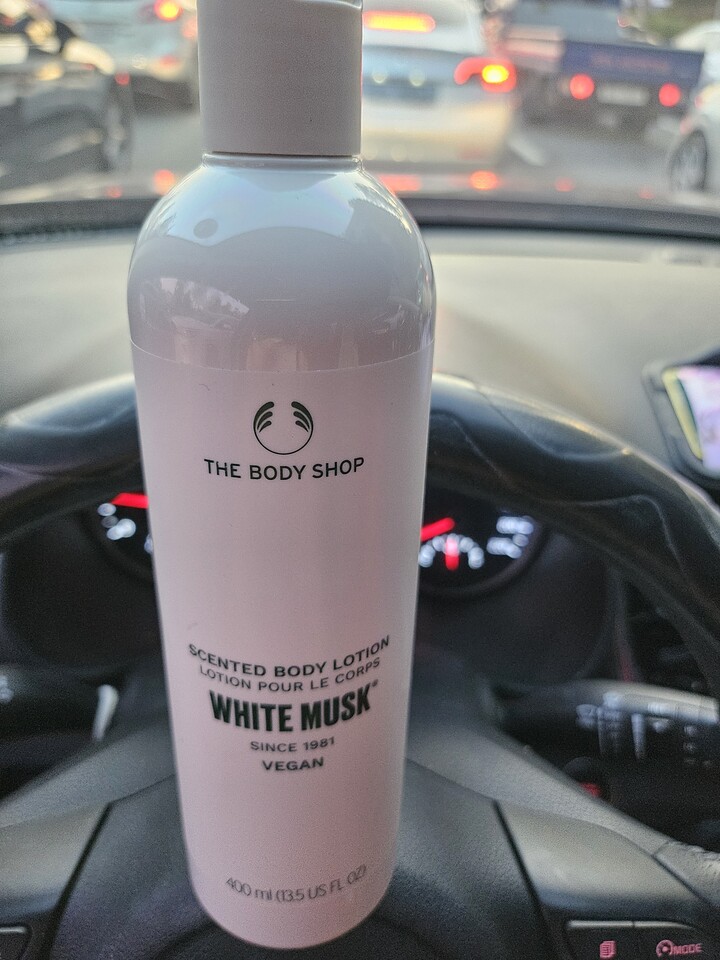 THE BODY SHOP
SCENTED BODY LOTION
LOTION POUR LE CORPS
WHITE MUSK®
SINCE 1981
VEGAN
400 ml (13.5 US FL OZ)
MODE